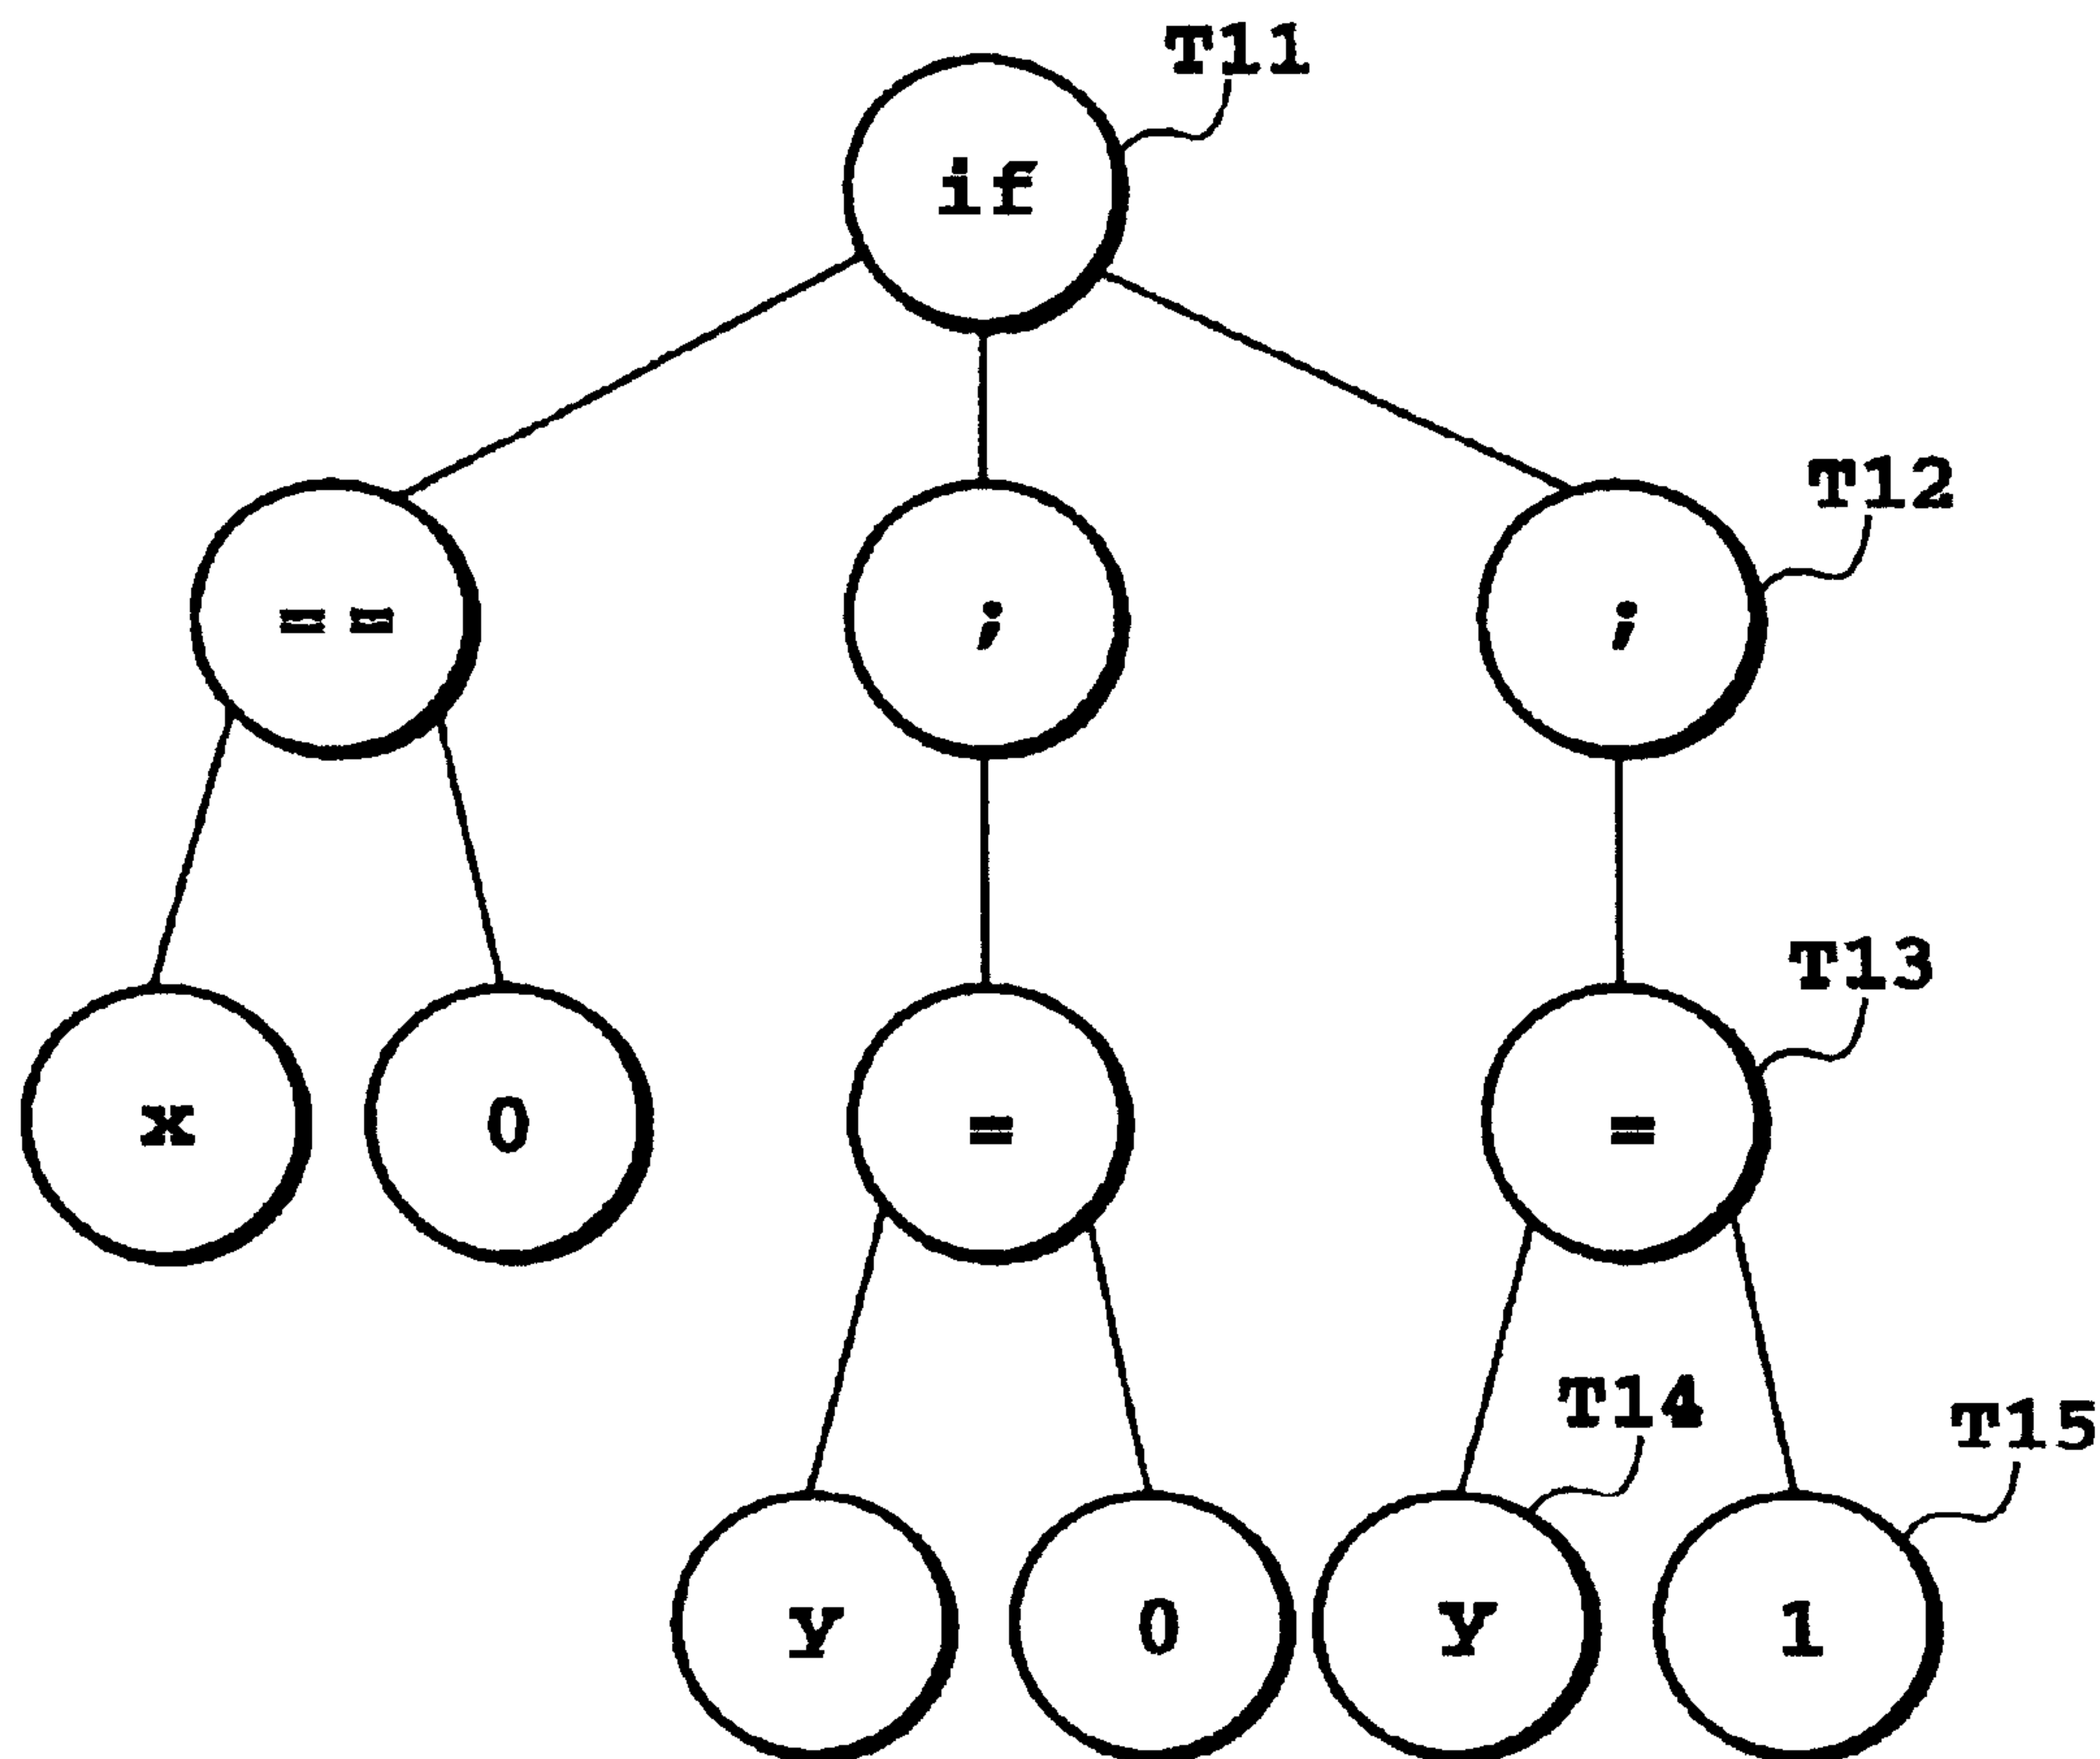 T11
if
T12
== ; ;
T13
x 0 = =
T14 T15
y 0 y 1